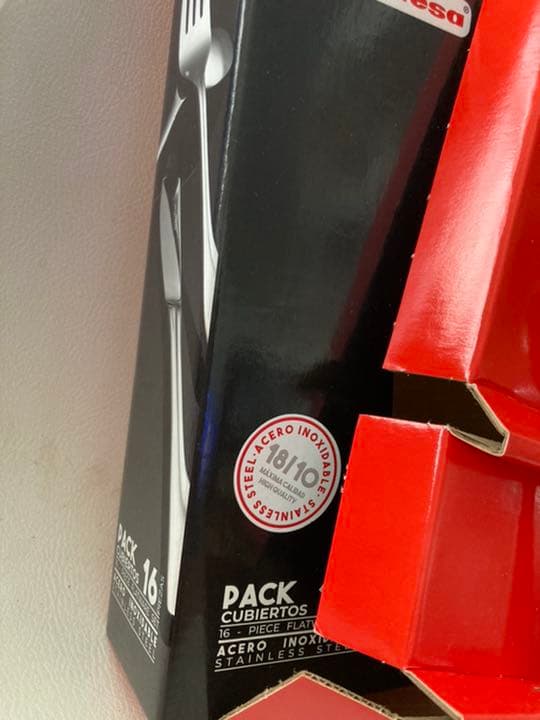 esa®
·ACERO INOXIDABLE·
STAINLESS STEEL
18/10
MÁXIMA CALIDAD
HIGH QUALITY
PACK
CUBIERTOS
16 - PIECE FLATW
ACERO INOXI
STAINLESS STE
PACK 16
CUBIERTOS